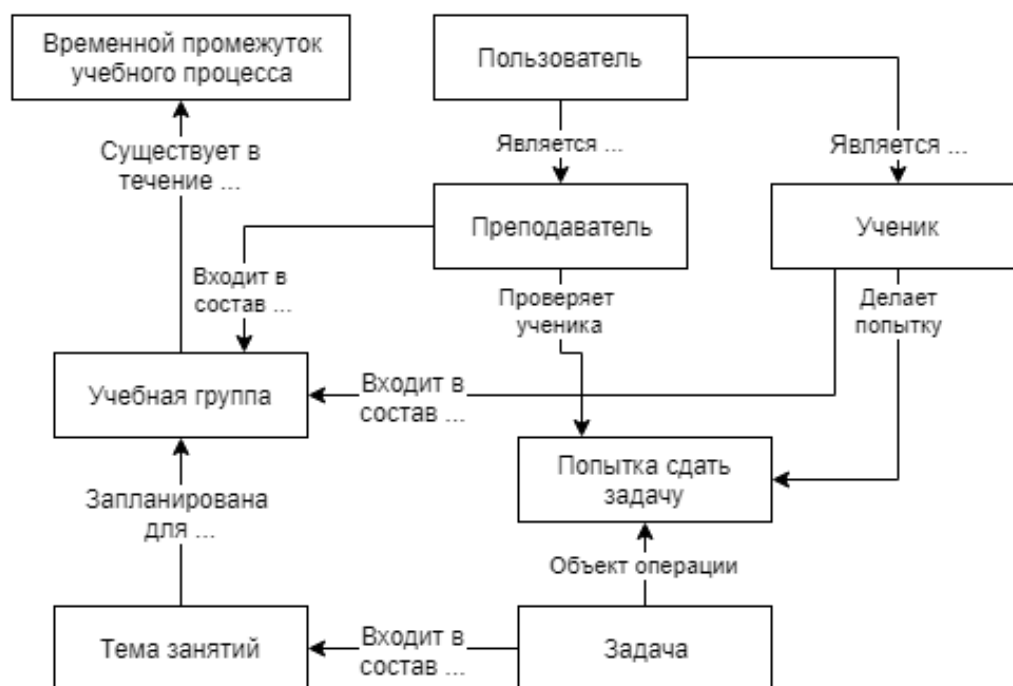 Временной промежуток
учебного процесса
Пользователь
Существует в
течение ...
Является ...
Является ...
Преподаватель
Ученик
Входит в
состав ...
Проверяет
ученика
Делает
попытку
Учебная группа
Входит в
состав ...
Попытка сдать
задачу
Запланирована
для ...
Объект операции
Тема занятий
Входит в
состав ...
Задача